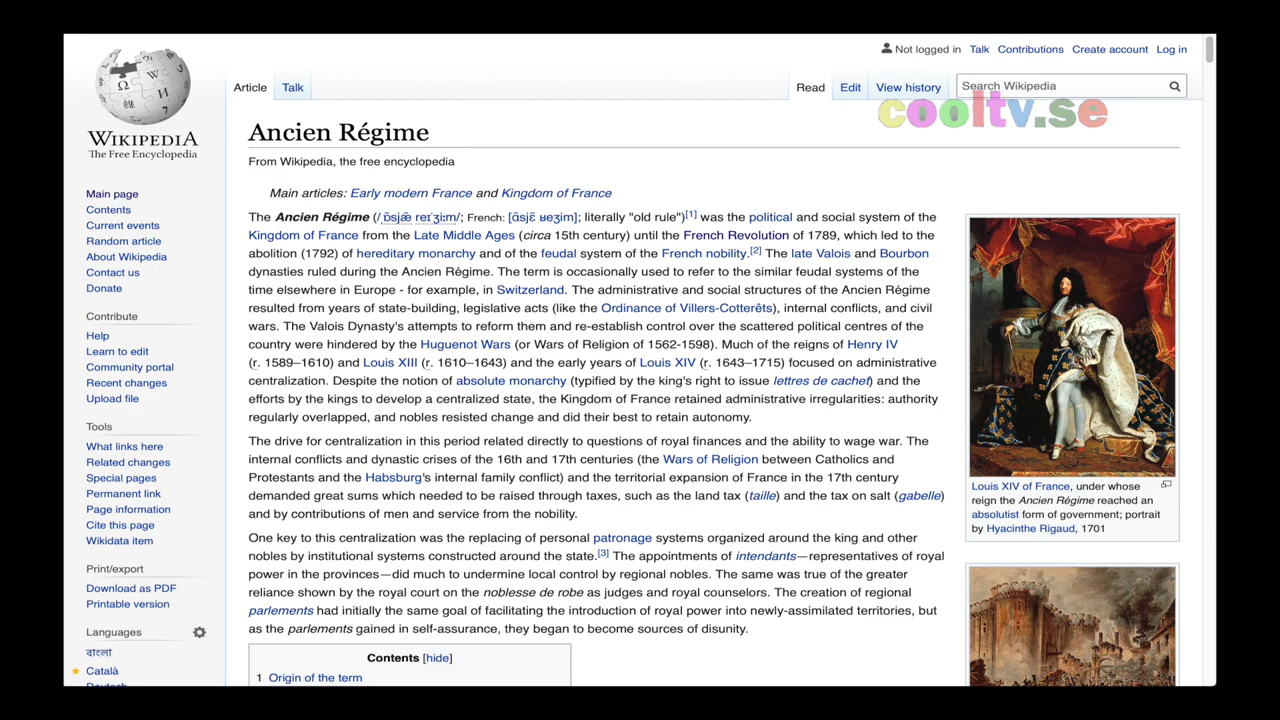 Not logged in Talk Contributions Create account Log in
Article Talk Read Edit View history Search Wikipedia
cooltv.se
WIKIPEDIA
The Free Encyclopedia
Main page
Contents
Current events
Random article
About Wikipedia
Contact us
Donate
Contribute
Help
Learn to edit
Community portal
Recent changes
Upload file
Tools
What links here
Related changes
Special pages
Permanent link
Page information
Cite this page
Wikidata item
Print/export
Download as PDF
Printable version
Languages
বাংলা
Català
Deutsch
Ancien Régime
From Wikipedia, the free encyclopedia
Main articles: Early modern France and Kingdom of France
The Ancien Régime (/ˌɒ̃sjæ̃ reɪˈʒiːm/; French: [ɑ̃sjɛ̃ ʁeʒim]; literally "old rule")[1] was the political and social system of the
Kingdom of France from the Late Middle Ages (circa 15th century) until the French Revolution of 1789, which led to the
abolition (1792) of hereditary monarchy and of the feudal system of the French nobility.[2] The late Valois and Bourbon
dynasties ruled during the Ancien Régime. The term is occasionally used to refer to the similar feudal systems of the
time elsewhere in Europe - for example, in Switzerland. The administrative and social structures of the Ancien Régime
resulted from years of state-building, legislative acts (like the Ordinance of Villers-Cotterêts), internal conflicts, and civil
wars. The Valois Dynasty's attempts to reform them and re-establish control over the scattered political centres of the
country were hindered by the Huguenot Wars (or Wars of Religion of 1562-1598). Much of the reigns of Henry IV
(r. 1589–1610) and Louis XIII (r. 1610–1643) and the early years of Louis XIV (r. 1643–1715) focused on administrative
centralization. Despite the notion of absolute monarchy (typified by the king's right to issue lettres de cachet) and the
efforts by the kings to develop a centralized state, the Kingdom of France retained administrative irregularities: authority
regularly overlapped, and nobles resisted change and did their best to retain autonomy.
The drive for centralization in this period related directly to questions of royal finances and the ability to wage war. The
internal conflicts and dynastic crises of the 16th and 17th centuries (the Wars of Religion between Catholics and
Protestants and the Habsburg's internal family conflict) and the territorial expansion of France in the 17th century
demanded great sums which needed to be raised through taxes, such as the land tax (taille) and the tax on salt (gabelle)
and by contributions of men and service from the nobility.
One key to this centralization was the replacing of personal patronage systems organized around the king and other
nobles by institutional systems constructed around the state.[3] The appointments of intendants—representatives of royal
power in the provinces—did much to undermine local control by regional nobles. The same was true of the greater
reliance shown by the royal court on the noblesse de robe as judges and royal counselors. The creation of regional
parlements had initially the same goal of facilitating the introduction of royal power into newly-assimilated territories, but
as the parlements gained in self-assurance, they began to become sources of disunity.
Contents [hide]
1 Origin of the term
Louis XIV of France, under whose
reign the Ancien Régime reached an
absolutist form of government; portrait
by Hyacinthe Rigaud, 1701